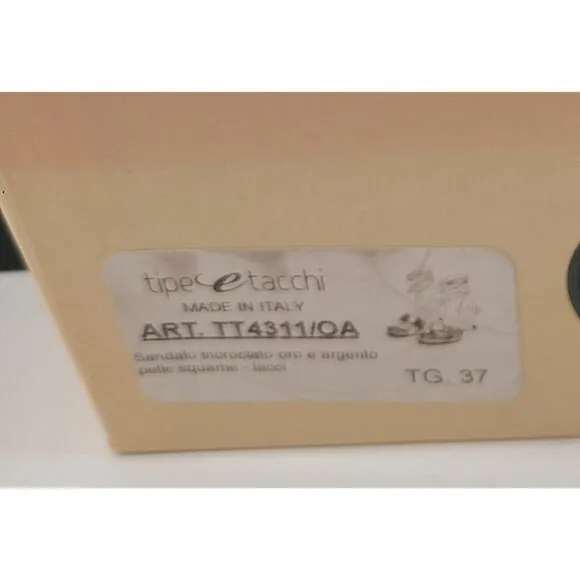 tipe e tacchi
MADE IN ITALY
ART. TT4311/OA
Sandalo incrociato oro e argento
pelle squame - lacci
TG. 37